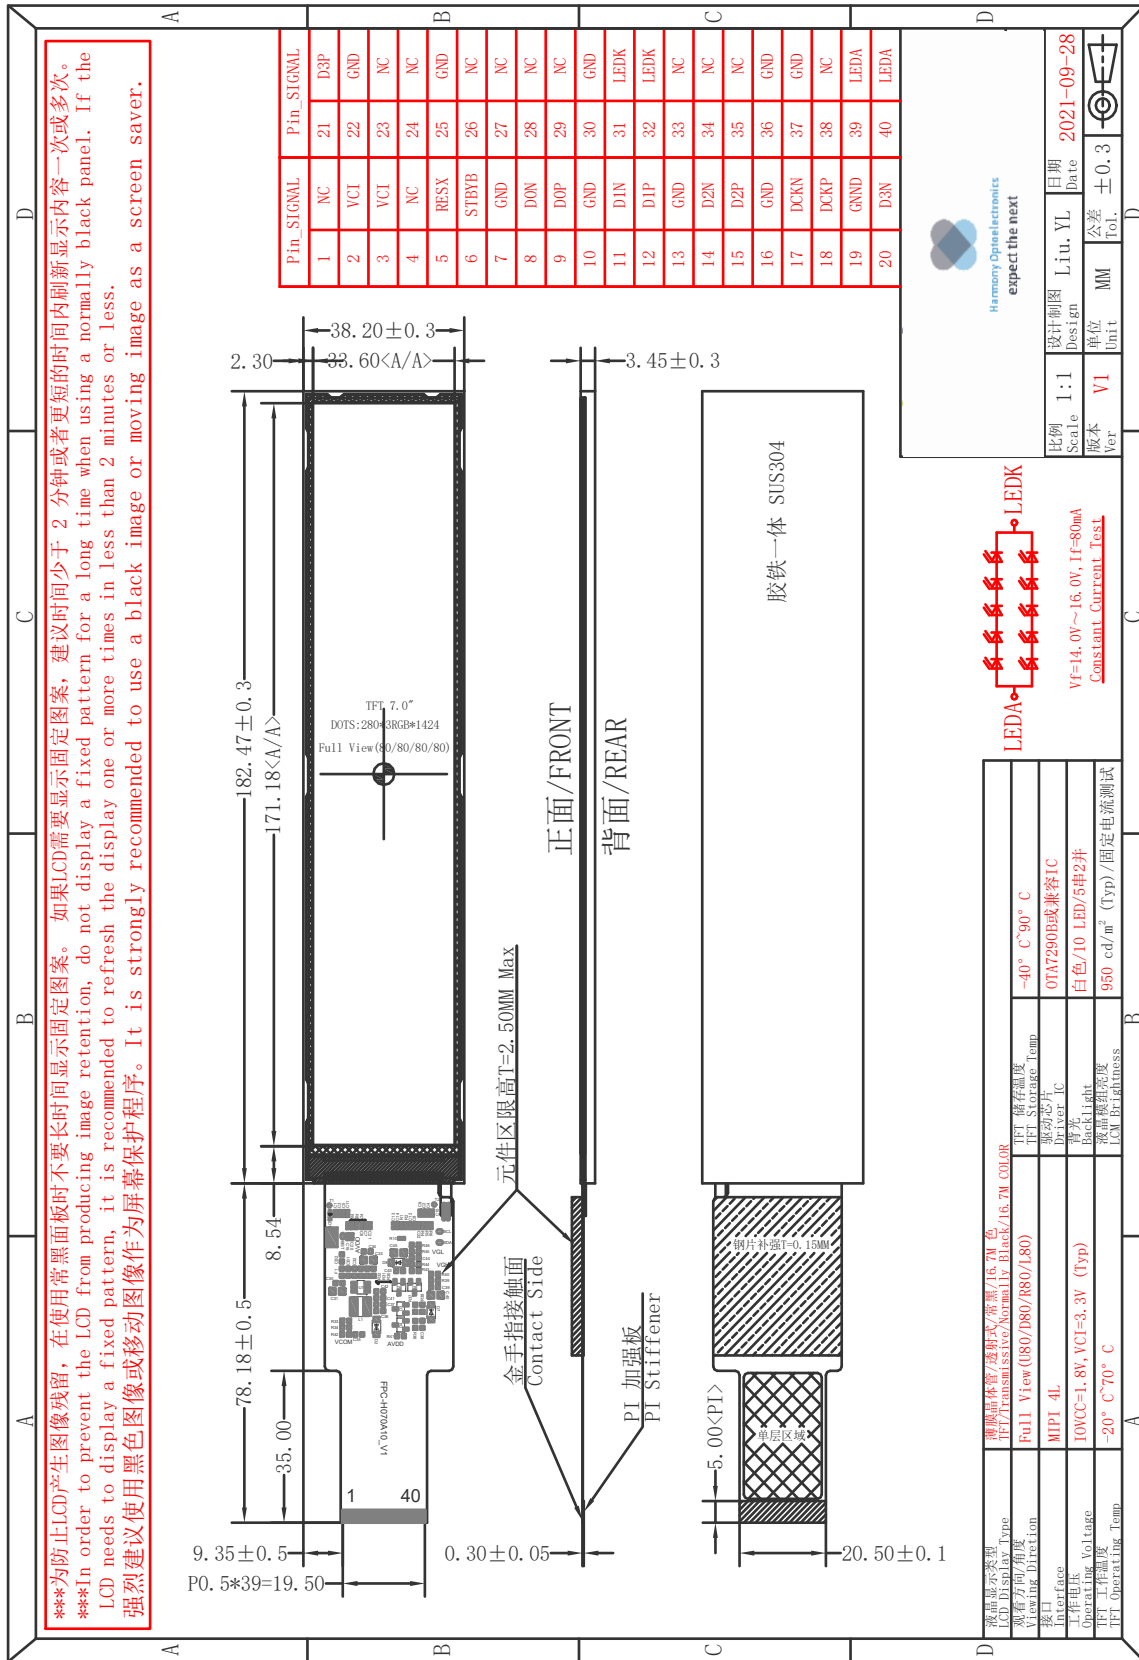 ***为防止LCD产生图像残留，在使用常黑面板时不要长时间显示固定图案。 如果LCD需要显示固定图案，建议时间少于 2 分钟或者更短的时间内刷新显示内容一次或多次。
***In order to prevent the LCD from producing image retention, do not display a fixed pattern for a long time when using a normally black panel. If the
LCD needs to display a fixed pattern, it is recommended to refresh the display one or more times in less than 2 minutes or less.
强烈建议使用黑色图像或移动图像作为屏幕保护程序。It is strongly recommended to use a black image or moving image as a screen saver.
Pin_SIGNAL Pin_SIGNAL
1 NC 21 D3P
2 VCI 22 GND
3 VCI 23 NC
4 NC 24 NC
5 RESX 25 GND
6 STBYB 26 NC
7 GND 27 NC
8 D0N 28 NC
9 D0P 29 NC
10 GND 30 GND
11 D1N 31 LEDK
12 D1P 32 LEDK
13 GND 33 NC
14 D2N 34 NC
15 D2P 35 NC
16 GND 36 GND
17 DCKN 37 GND
18 DCKP 38 NC
19 GNND 39 LEDA
20 D3N 40 LEDA
38.20±0.3
33.60<A/A>
2.30
3.45±0.3
182.47±0.3
171.18<A/A>
8.54
78.18±0.5
35.00
9.35±0.5
P0.5*39=19.50
0.30±0.05
5.00<PI>
20.50±0.1
TFT 7.0″
DOTS:280*3RGB*1424
Full View(80/80/80/80)
VCOM
AVDD
VGL
FPC-H070A10_V1
1 40
正面/FRONT
背面/REAR
元件区限高T=2.50MM Max
金手指接触面
Contact Side
PI 加强板
PI Stiffener
胶铁一体 SUS304
钢片补强T=0.15MM
单层区域
LEDA LEDK
Vf=14.0V～16.0V,If=80mA
Constant Current Test
Harmony Optoelectronics
expect the next
比例 Scale 1:1
设计制图 Design Liu.YL
日期 Date 2021-09-28
版本 Ver V1
单位 Unit MM
公差 Tol. ±0.3
液晶显示类型 LCD Display Type
薄膜晶体管/透射式/常黑/16.7M 色
TFT/Transmissive/Normally Black/16.7M COLOR
观看方向/角度 Viewing Diretion Full View(U80/D80/R80/L80)
接口 Interface MIPI 4L
工作电压 Operating Voltage IOVCC=1.8V,VCI=3.3V (Typ)
TFT 工作温度 TFT Operating Temp -20° C~70° C
TFT 储存温度 TFT Storage Temp -40° C~90° C
驱动芯片 Driver IC OTA7290B或兼容IC
背光 Backlight 白色/10 LED/5串2并
液晶模组亮度 LCM Brightness 950 cd/m² (Typ)/固定电流测试
A B C D
A B C D
A B C D
A B C D